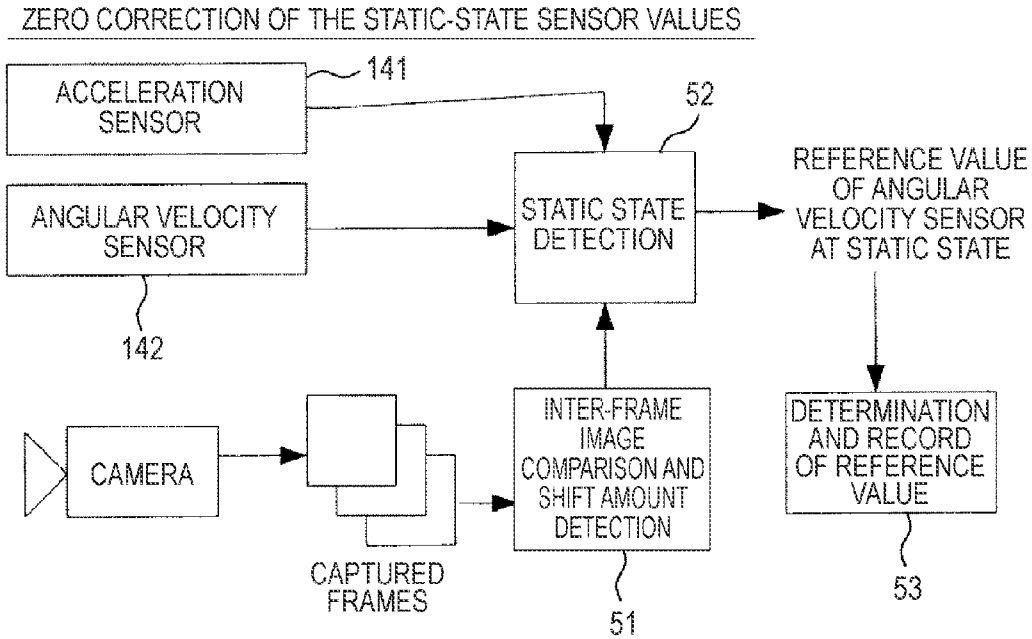 ZERO CORRECTION OF THE STATIC-STATE SENSOR VALUES
141
ACCELERATION
SENSOR
52
ANGULAR VELOCITY
SENSOR
142
STATIC STATE
DETECTION
REFERENCE VALUE
OF ANGULAR
VELOCITY SENSOR
AT STATIC STATE
CAMERA
CAPTURED
FRAMES
INTER-FRAME
IMAGE
COMPARISON AND
SHIFT AMOUNT
DETECTION
51
DETERMINATION
AND RECORD
OF REFERENCE
VALUE
53